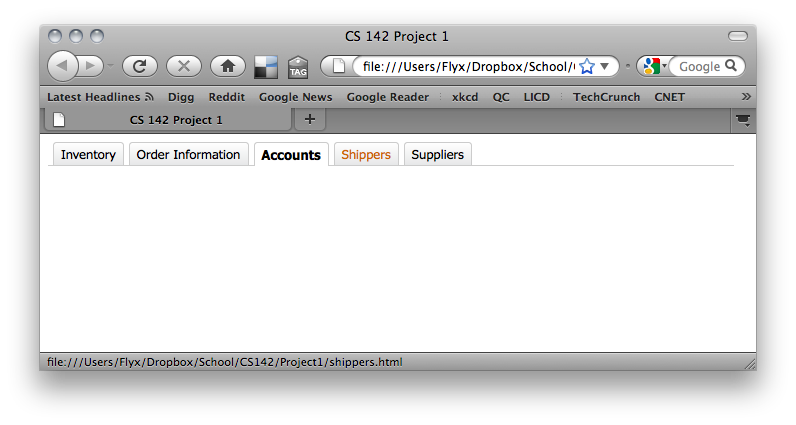 CS 142 Project 1
TAG file:///Users/Flyx/Dropbox/School/ Google
Latest Headlines Digg Reddit Google News Google Reader xkcd QC LICD TechCrunch CNET »
CS 142 Project 1 +
Inventory Order Information Accounts Shippers Suppliers
file:///Users/Flyx/Dropbox/School/CS142/Project1/shippers.html